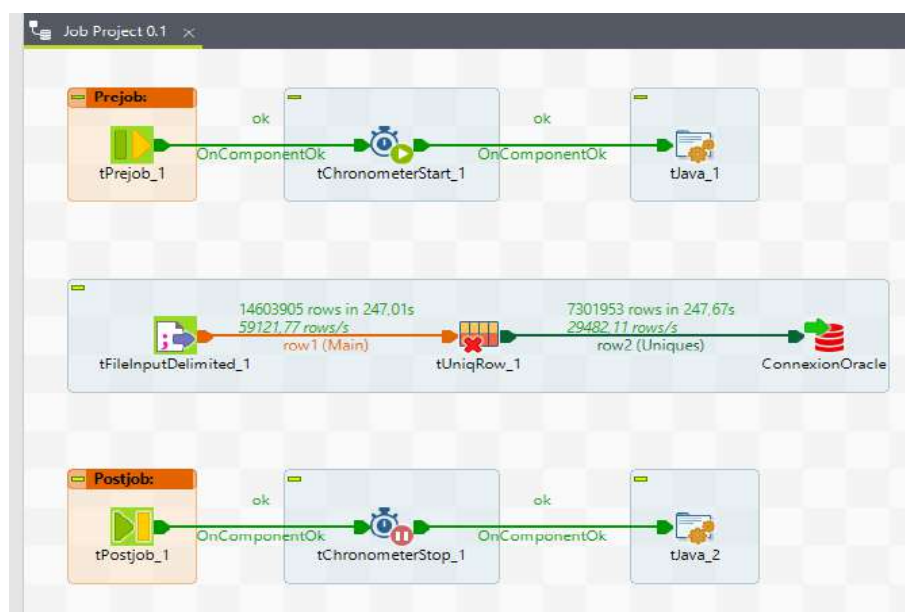 Job Project 0.1
Prejob:
ok
ok
OnComponentOk
OnComponentOk
tPrejob_1
tChronometerStart_1
tJava_1
14603905 rows in 247,01s
7301953 rows in 247,67s
59121,77 rows/s
29482,11 rows/s
row1 (Main)
row2 (Uniques)
tFileInputDelimited_1
tUniqRow_1
ConnexionOracle
Postjob:
ok
ok
OnComponentOk
OnComponentOk
tPostjob_1
tChronometerStop_1
tJava_2